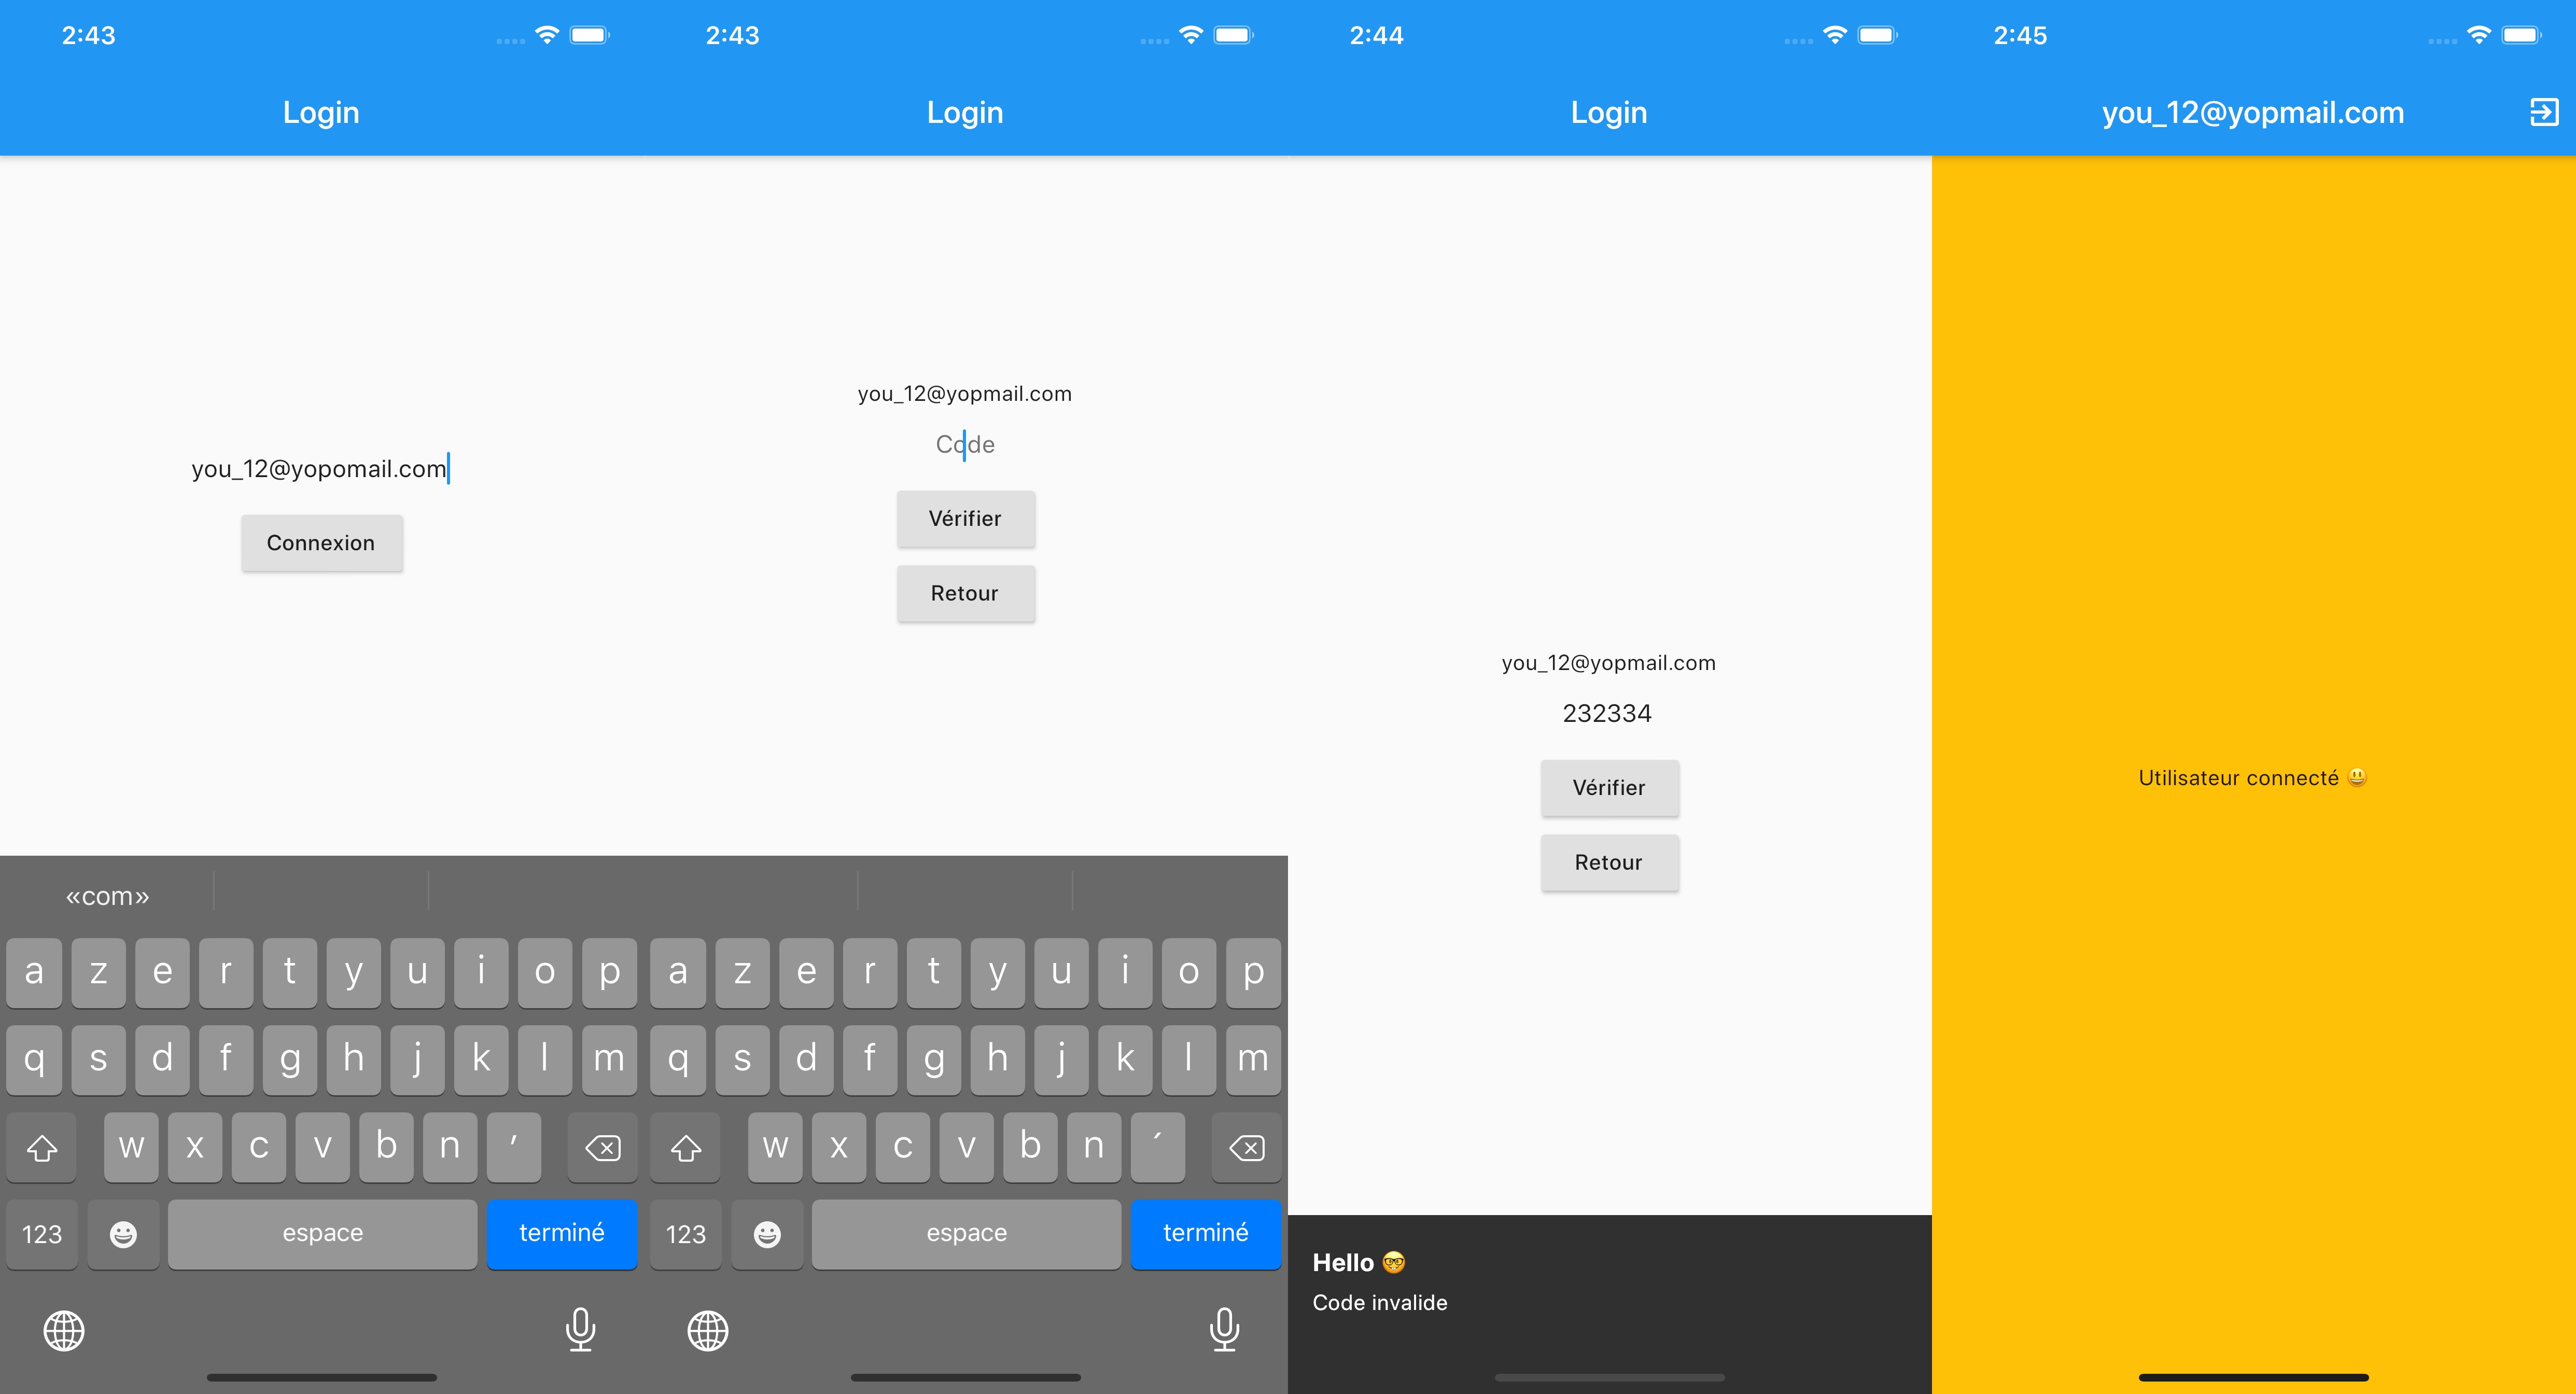 2:43
Login
you_12@yopomail.com
Connexion
«com»
a z e r t y u i o p
q s d f g h j k l m
w x c v b n ′
123 espace terminé
2:43
Login
you_12@yopmail.com
Code
Vérifier
Retour
a z e r t y u i o p
q s d f g h j k l m
w x c v b n ´
123 espace terminé
2:44
Login
you_12@yopmail.com
232334
Vérifier
Retour
Hello 🤓
Code invalide
2:45
you_12@yopmail.com
Utilisateur connecté 😃